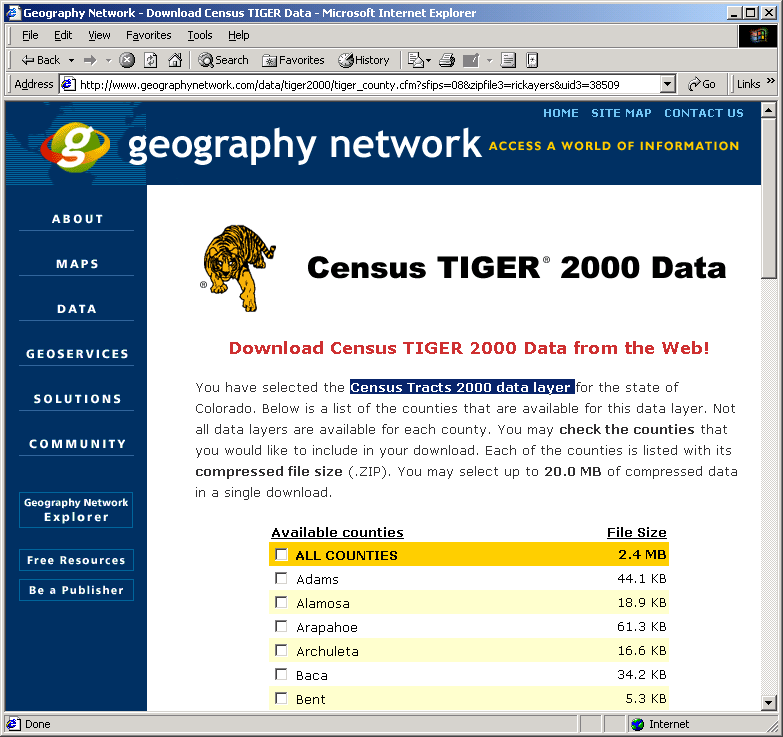 Geography Network - Download Census TIGER Data - Microsoft Internet Explorer
File Edit View Favorites Tools Help
Back Search Favorites History
Address http://www.geographynetwork.com/data/tiger2000/tiger_county.cfm?sfips=08&zipfile3=rickayers&uid3=38509 Go Links »
HOME SITE MAP CONTACT US
g geography network ACCESS A WORLD OF INFORMATION
ABOUT
MAPS
DATA
GEOSERVICES
SOLUTIONS
COMMUNITY
Geography Network
Explorer
Free Resources
Be a Publisher
® Census TIGER® 2000 Data
Download Census TIGER 2000 Data from the Web!
You have selected the Census Tracts 2000 data layer for the state of
Colorado. Below is a list of the counties that are available for this data layer. Not
all data layers are available for each county. You may check the counties that
you would like to include in your download. Each of the counties is listed with its
compressed file size (.ZIP). You may select up to 20.0 MB of compressed data
in a single download.
Available counties File Size
ALL COUNTIES 2.4 MB
Adams 44.1 KB
Alamosa 18.9 KB
Arapahoe 61.3 KB
Archuleta 16.6 KB
Baca 34.2 KB
Bent 5.3 KB
Done Internet